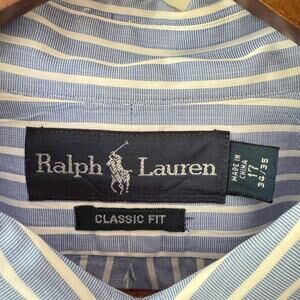 Ralph Lauren
MADE IN
CHINA
17
34/35
CLASSIC FIT